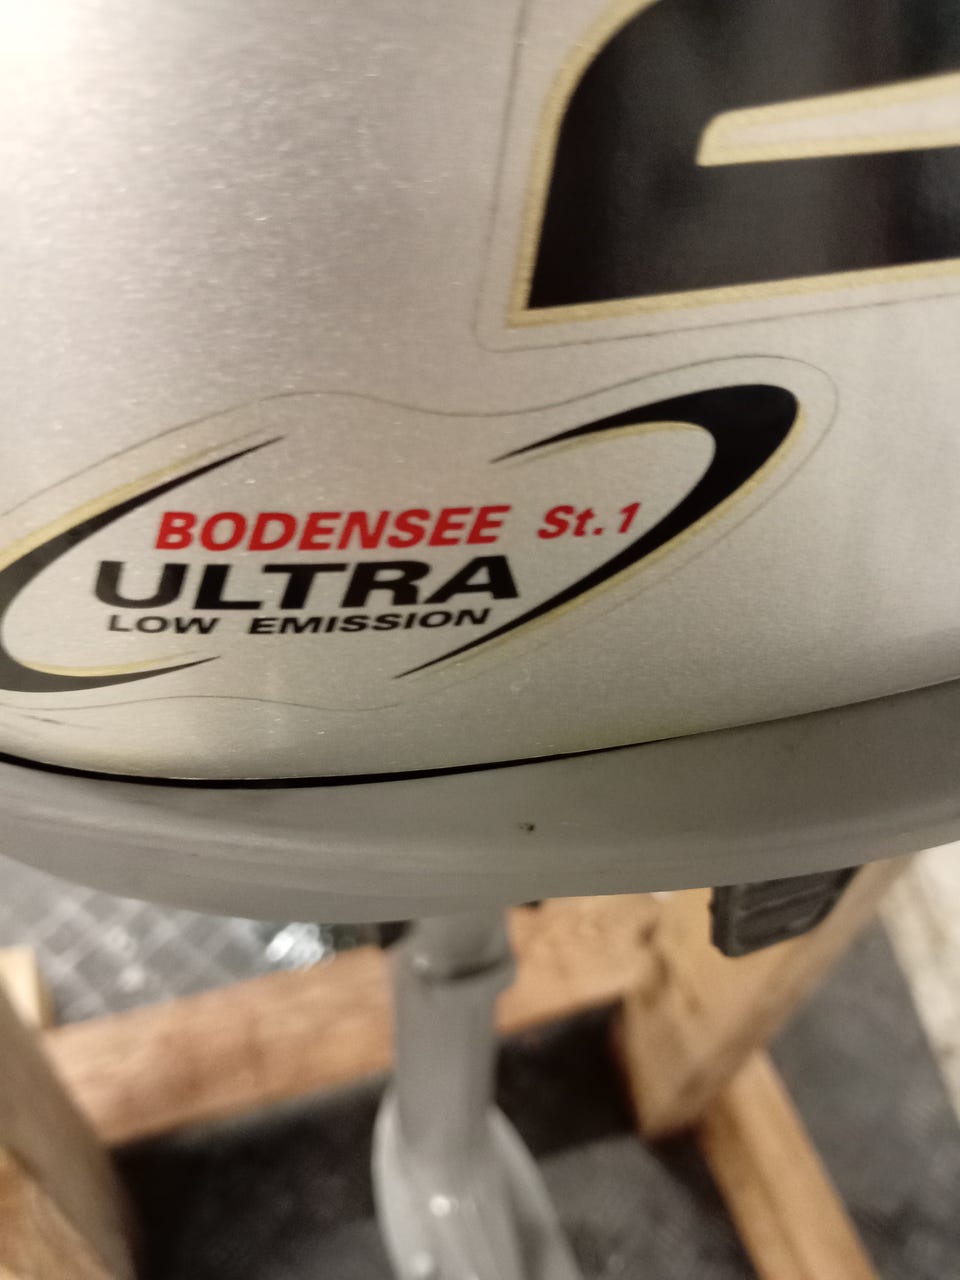 BODENSEE St.1
ULTRA
LOW EMISSION